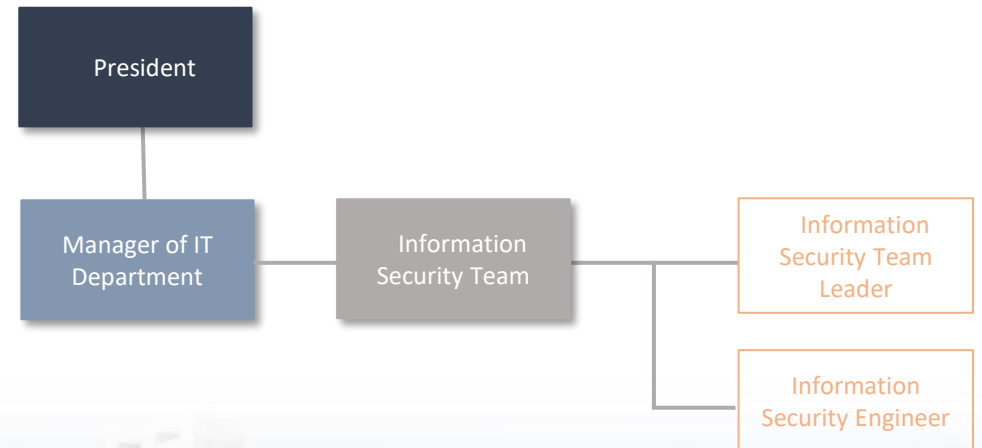 President
Manager of IT
Department
Information
Security Team
Information
Security Team
Leader
Information
Security Engineer